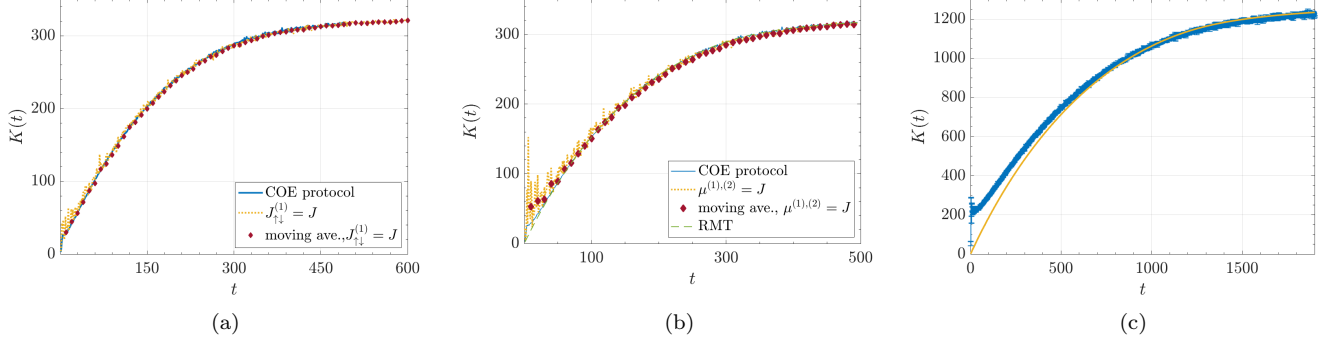 300
200
100
0
K(t)
150
300
450
600
t
COE protocol
J^{(1)}_{↑↓} = J
moving ave.,J^{(1)}_{↑↓} = J
(a)
300
200
100
0
K(t)
100
200
300
400
500
t
COE protocol
μ^{(1),(2)} = J
moving ave., μ^{(1),(2)} = J
RMT
(b)
1200
1000
800
600
400
200
0
K(t)
0
500
1000
1500
t
(c)